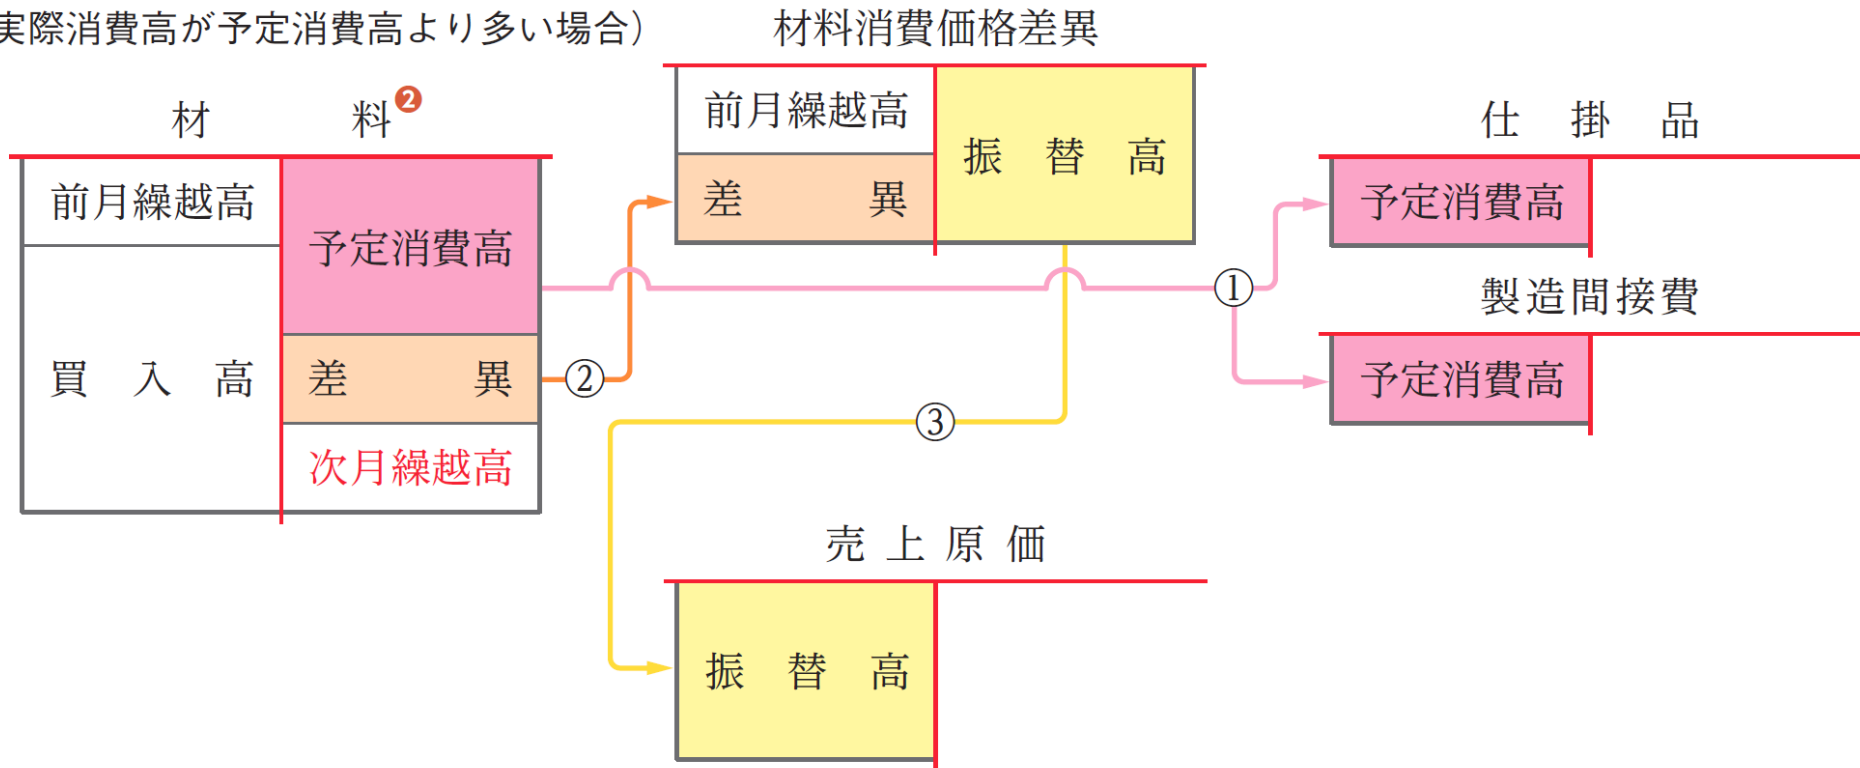 実際消費高が予定消費高より多い場合）
材料消費価格差異
前月繰越高
差異
振替高
材料❷
前月繰越高
買入高
予定消費高
差異
次月繰越高
①
②
③
仕掛品
予定消費高
製造間接費
予定消費高
売上原価
振替高